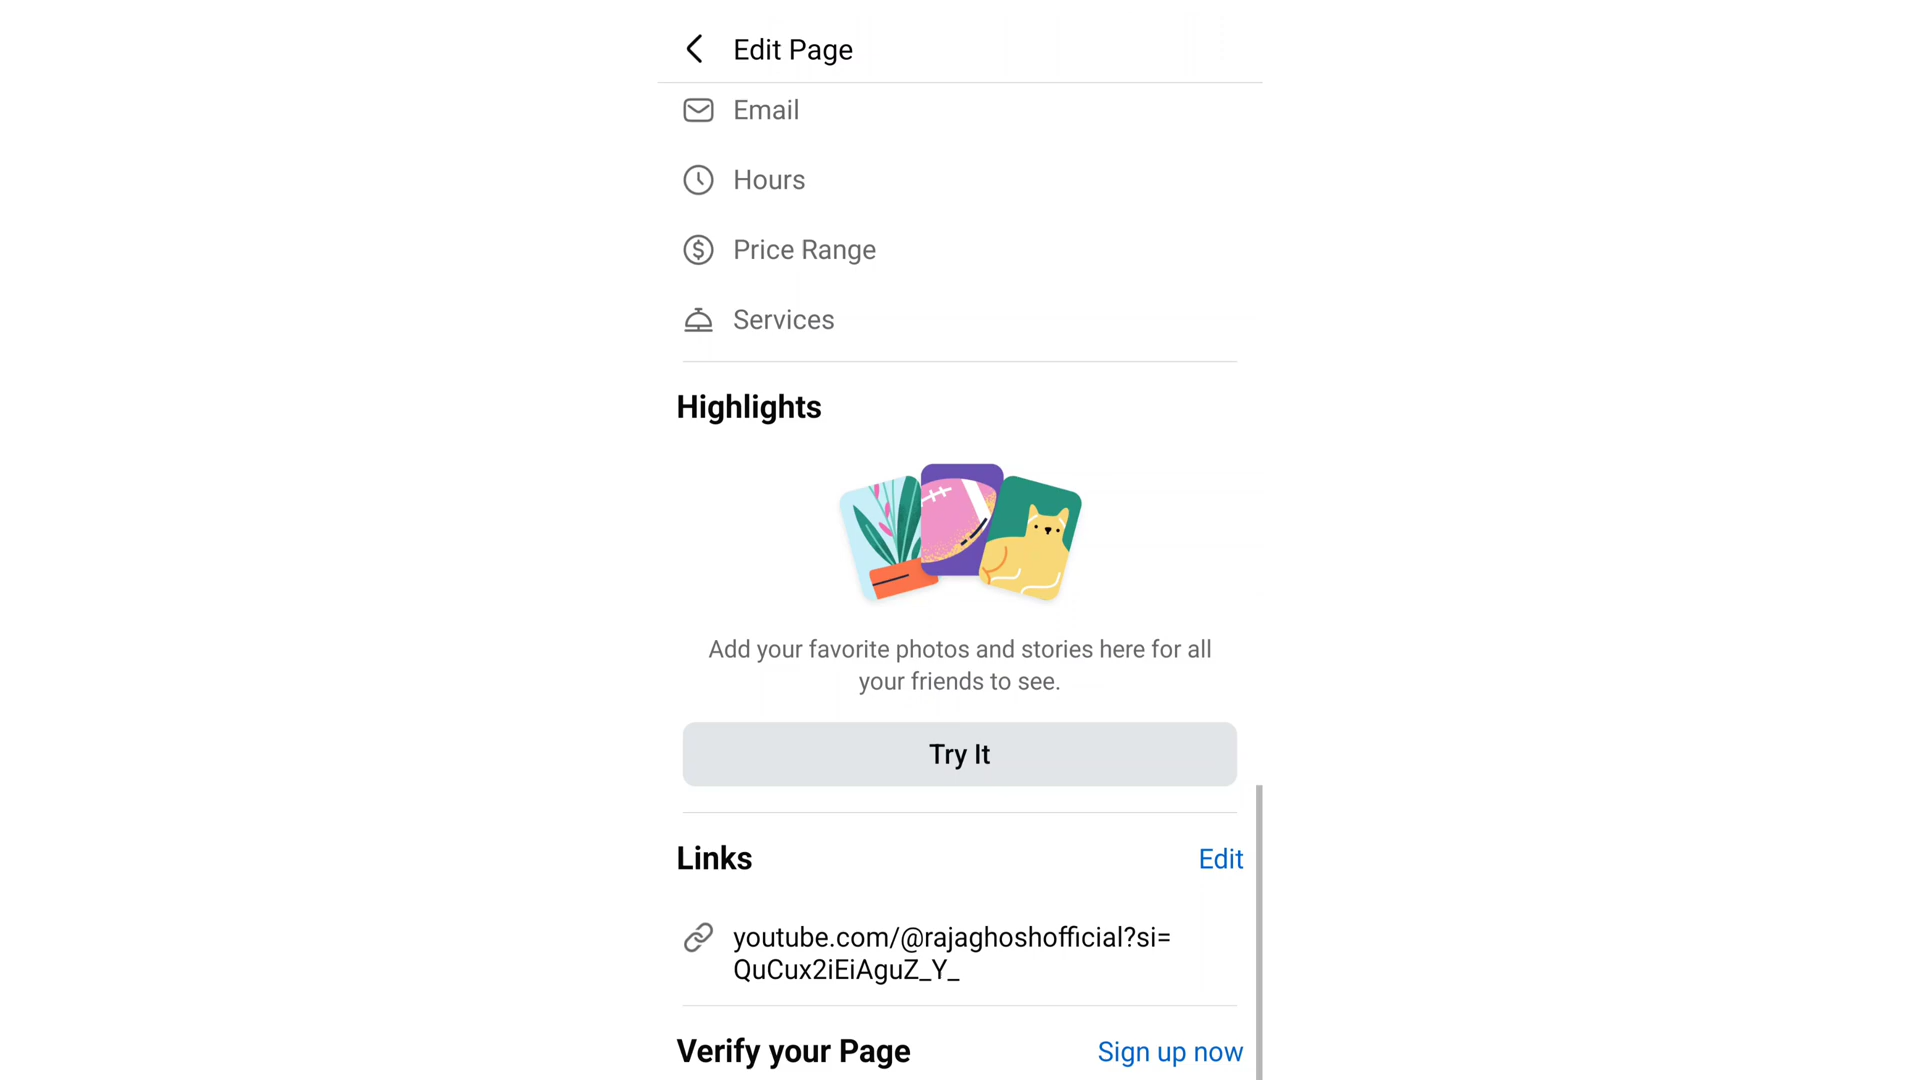 Edit Page
Email
Hours
Price Range
Services
Highlights
Add your favorite photos and stories here for all
your friends to see.
Try It
Links
Edit
youtube.com/@rajaghoshofficial?si=
QuCux2iEiAguZ_Y_
Verify your Page
Sign up now